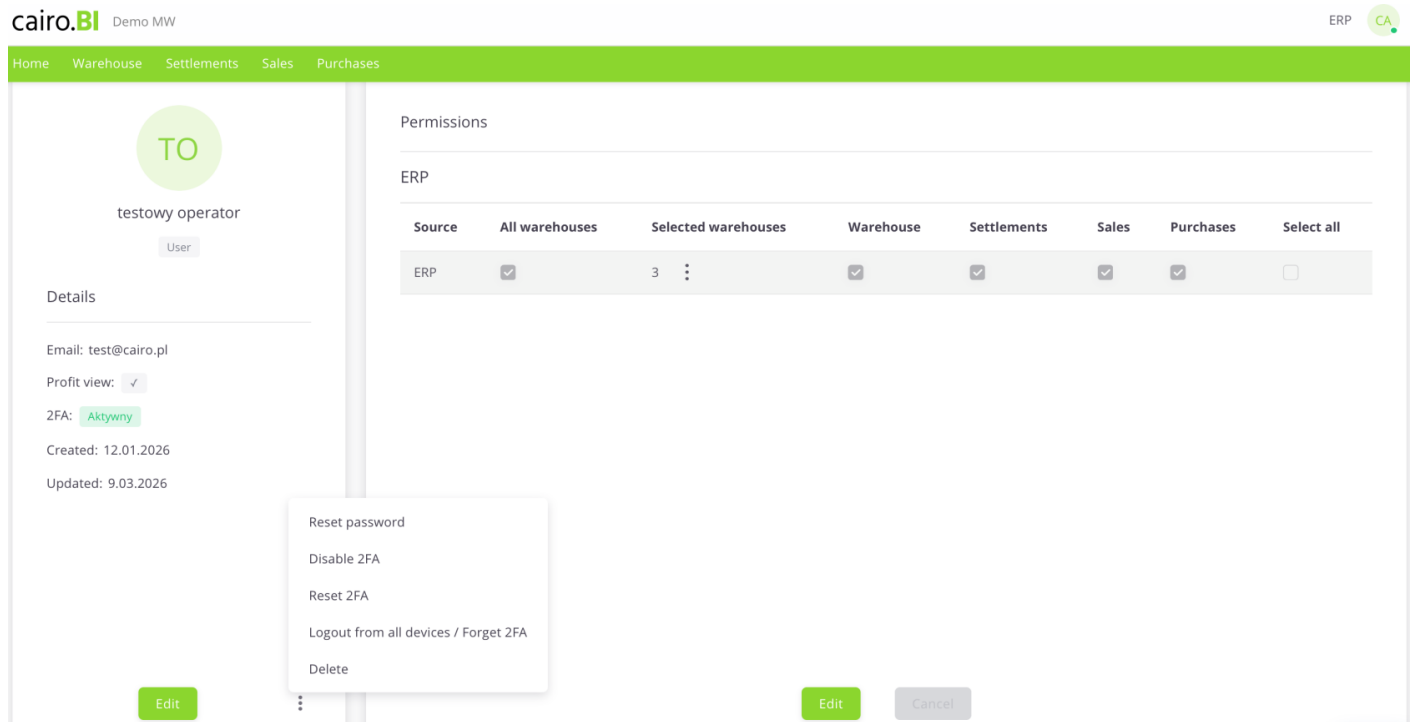 cairo.BI Demo MW ERP CA
Home Warehouse Settlements Sales Purchases
TO
testowy operator
User
Details
Email: test@cairo.pl
Profit view: ✓
2FA: Aktywny
Created: 12.01.2026
Updated: 9.03.2026
Reset password
Disable 2FA
Reset 2FA
Logout from all devices / Forget 2FA
Delete
Edit
Permissions
ERP
Source All warehouses Selected warehouses Warehouse Settlements Sales Purchases Select all
ERP 3
Edit Cancel